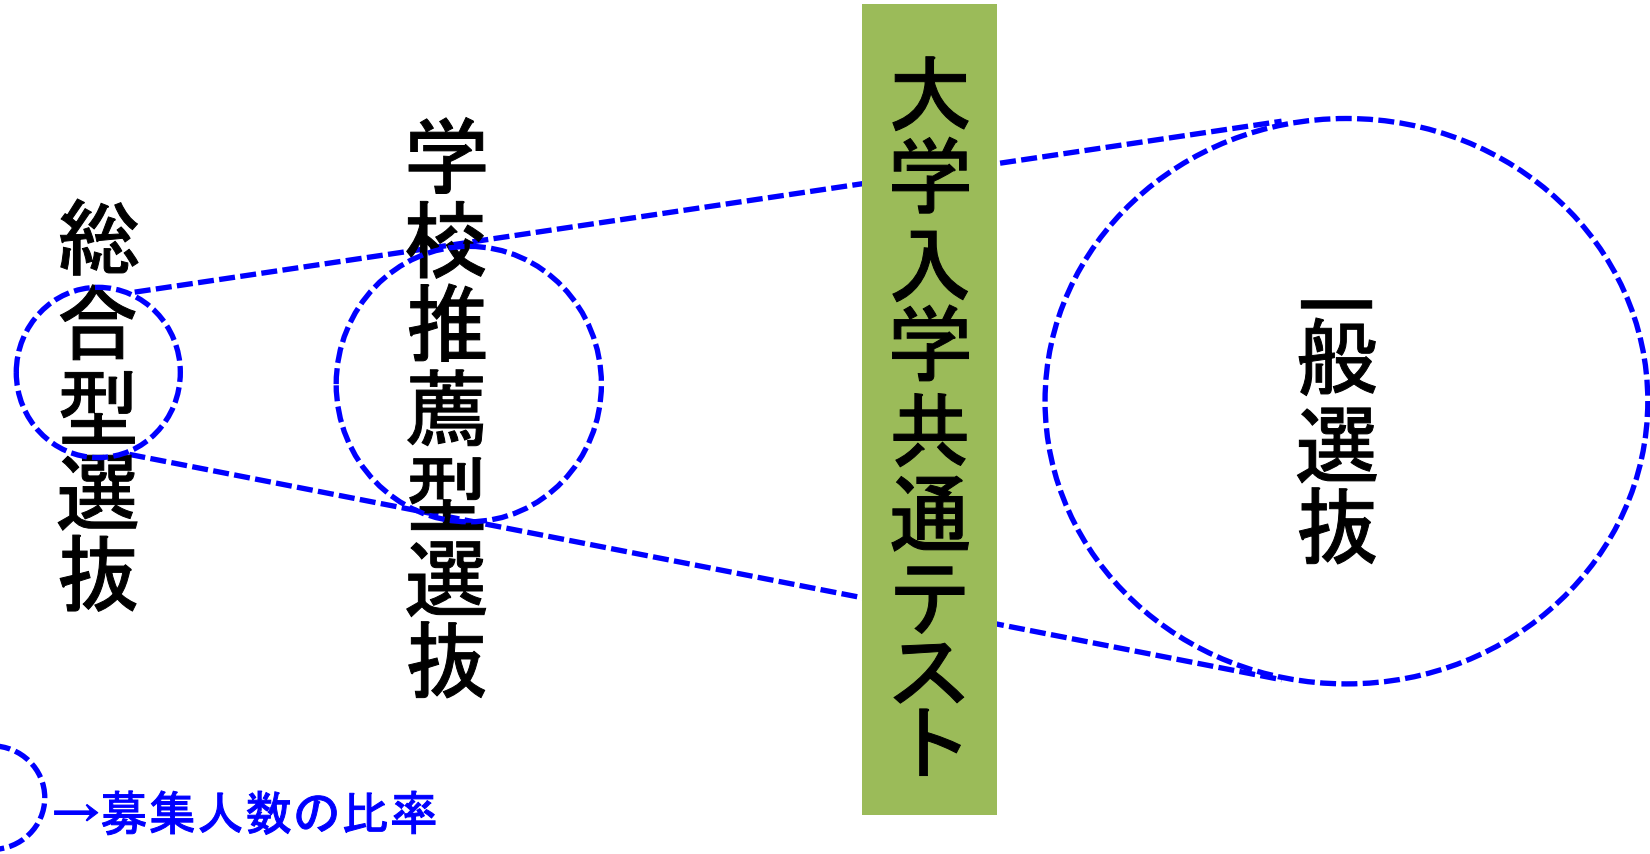 総合型選抜
学校推薦型選抜
大学入学共通テスト
一般選抜
→募集人数の比率